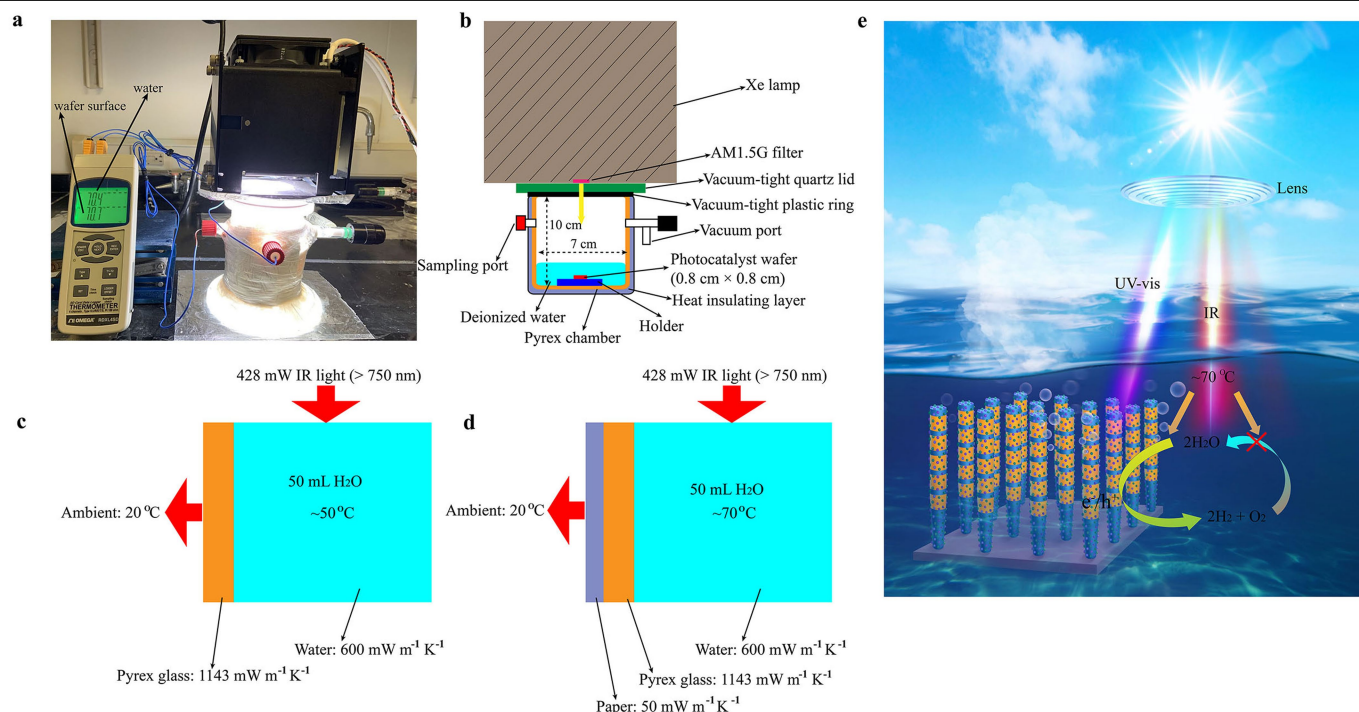 a
water
wafer surface
70.4
70.1
THERMOMETER
OMEGA
b
Xe lamp
AM1.5G filter
Vacuum-tight quartz lid
Vacuum-tight plastic ring
10 cm
Vacuum port
7 cm
Sampling port
Photocatalyst wafer
(0.8 cm × 0.8 cm)
Heat insulating layer
Deionized water
Holder
Pyrex chamber
c
428 mW IR light (> 750 nm)
50 mL H2O
~50°C
Ambient: 20°C
Water: 600 mW m⁻¹ K⁻¹
Pyrex glass: 1143 mW m⁻¹ K⁻¹
d
428 mW IR light (> 750 nm)
50 mL H2O
~70°C
Ambient: 20°C
Water: 600 mW m⁻¹ K⁻¹
Pyrex glass: 1143 mW m⁻¹ K⁻¹
Paper: 50 mW m⁻¹ K⁻¹
e
Lens
UV-vis
IR
~70 °C
2H2O
e⁻/h⁺
2H2 + O2